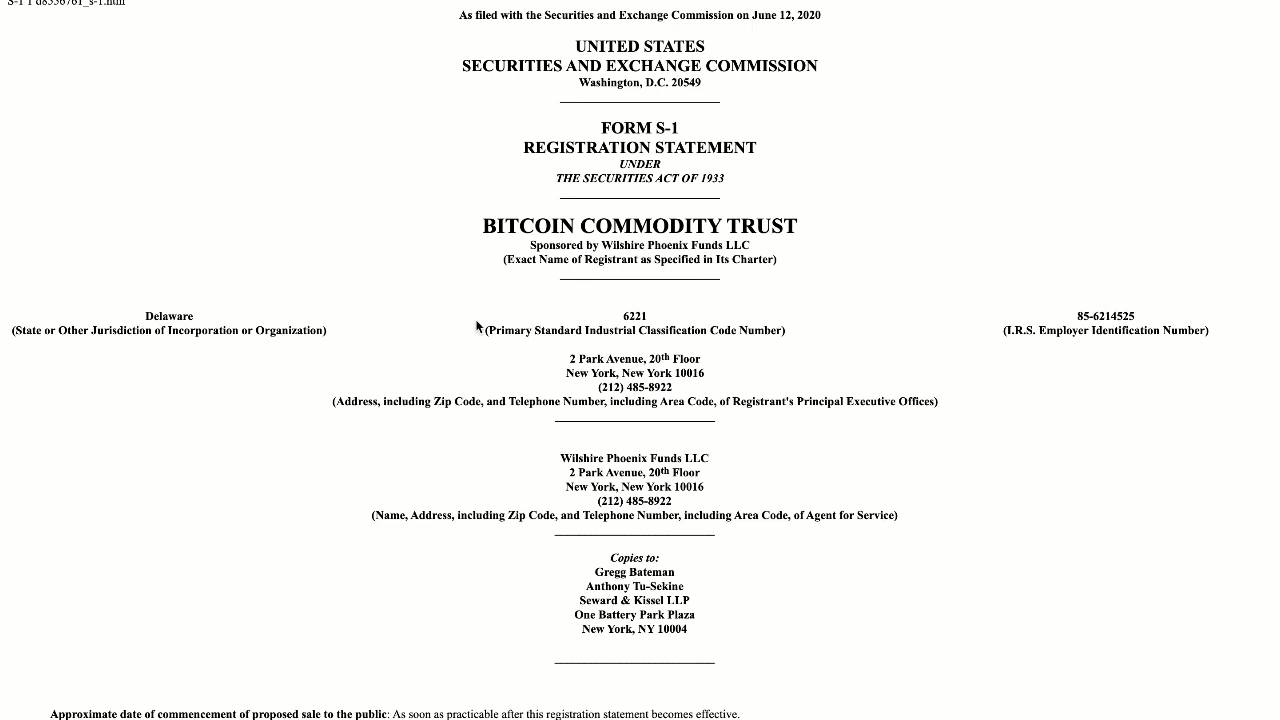 S-1 1 d8556761_s-1.htm
As filed with the Securities and Exchange Commission on June 12, 2020
UNITED STATES
SECURITIES AND EXCHANGE COMMISSION
Washington, D.C. 20549
FORM S-1
REGISTRATION STATEMENT
UNDER
THE SECURITIES ACT OF 1933
BITCOIN COMMODITY TRUST
Sponsored by Wilshire Phoenix Funds LLC
(Exact Name of Registrant as Specified in Its Charter)
Delaware 6221 85-6214525
(State or Other Jurisdiction of Incorporation or Organization) (Primary Standard Industrial Classification Code Number) (I.R.S. Employer Identification Number)
2 Park Avenue, 20th Floor
New York, New York 10016
(212) 485-8922
(Address, including Zip Code, and Telephone Number, including Area Code, of Registrant's Principal Executive Offices)
Wilshire Phoenix Funds LLC
2 Park Avenue, 20th Floor
New York, New York 10016
(212) 485-8922
(Name, Address, including Zip Code, and Telephone Number, including Area Code, of Agent for Service)
Copies to:
Gregg Bateman
Anthony Tu-Sekine
Seward & Kissel LLP
One Battery Park Plaza
New York, NY 10004
Approximate date of commencement of proposed sale to the public: As soon as practicable after this registration statement becomes effective.